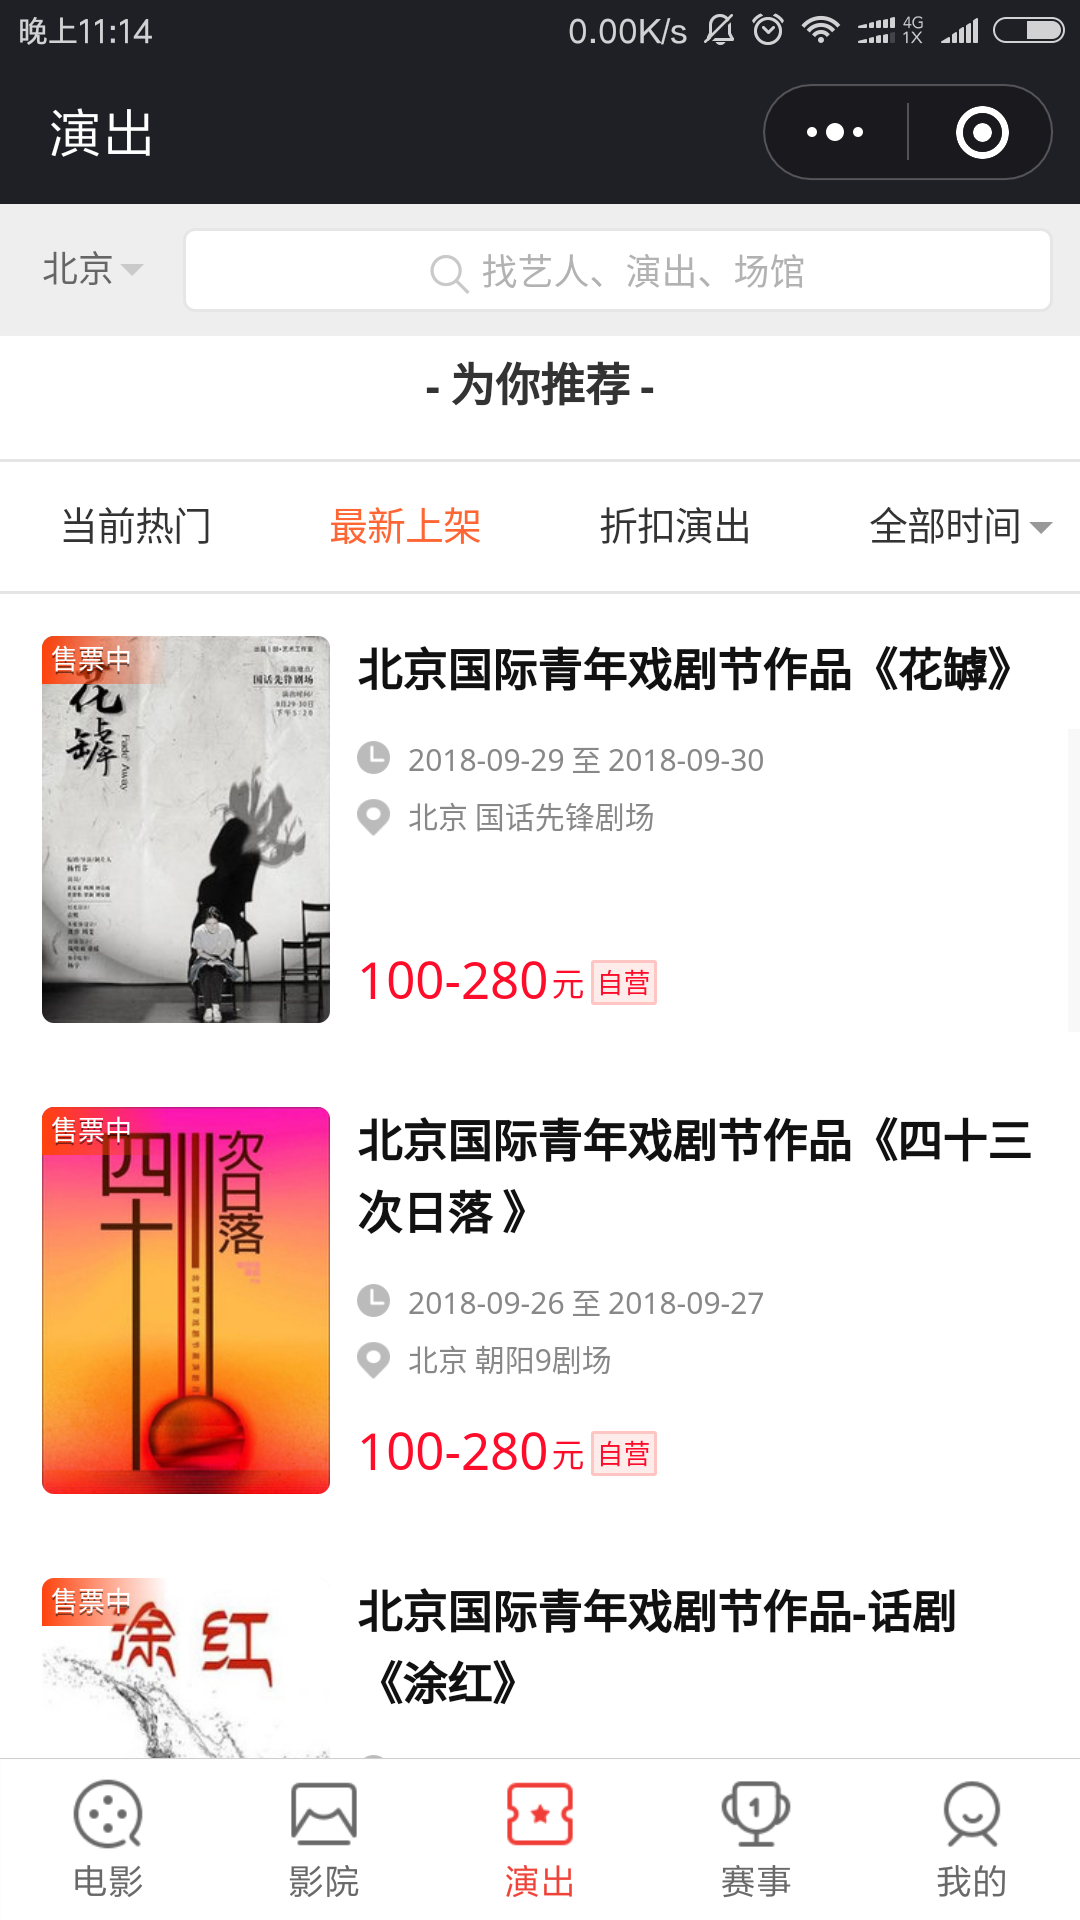 晚上11:14
0.00K/s
4G
1X
演出
北京
找艺人、演出、场馆
- 为你推荐 -
当前热门
最新上架
折扣演出
全部时间
售票中
花罅
Fade Away
国话先锋剧场
北京国际青年戏剧节作品《花罅》
2018-09-29 至 2018-09-30
北京 国话先锋剧场
100-280元
自营
售票中
四十三
次日落
北京国际青年戏剧节作品《四十三
次日落 》
2018-09-26 至 2018-09-27
北京 朝阳9剧场
100-280元
自营
售票中
涂红
北京国际青年戏剧节作品-话剧
《涂红》
电影
影院
演出
1
赛事
我的